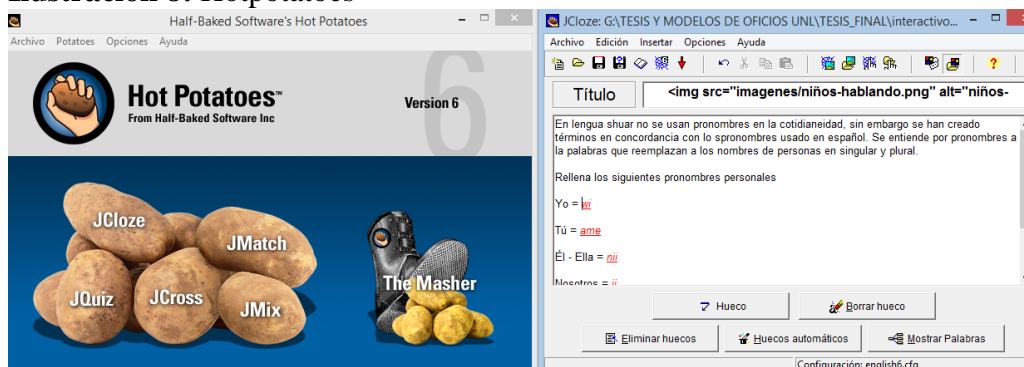 Half-Baked Software's Hot Potatoes
Archivo Potatoes Opciones Ayuda
Hot Potatoes™
From Half-Baked Software Inc
Version 6
6
JCloze
JMatch
JQuiz
JCross
JMix
The Masher
JCloze: G:\TESIS Y MODELOS DE OFICIOS UNL\TESIS_FINAL\interactivo...
Archivo Edición Insertar Opciones Ayuda
Título
<img src="imagenes/niños-hablando.png" alt="niños-
En lengua shuar no se usan pronombres en la cotidianeidad, sin embargo se han creado
términos en concordancia con lo spronombres usado en español. Se entiende por pronombres a
la palabras que reemplazan a los nombres de personas en singular y plural.
Rellena los siguientes pronombres personales
Yo = wi
Tú = ame
Él - Ella = nii
Nosotros = ii
Hueco
Borrar hueco
Eliminar huecos
Huecos automáticos
Mostrar Palabras
Configuración: english6.cfg